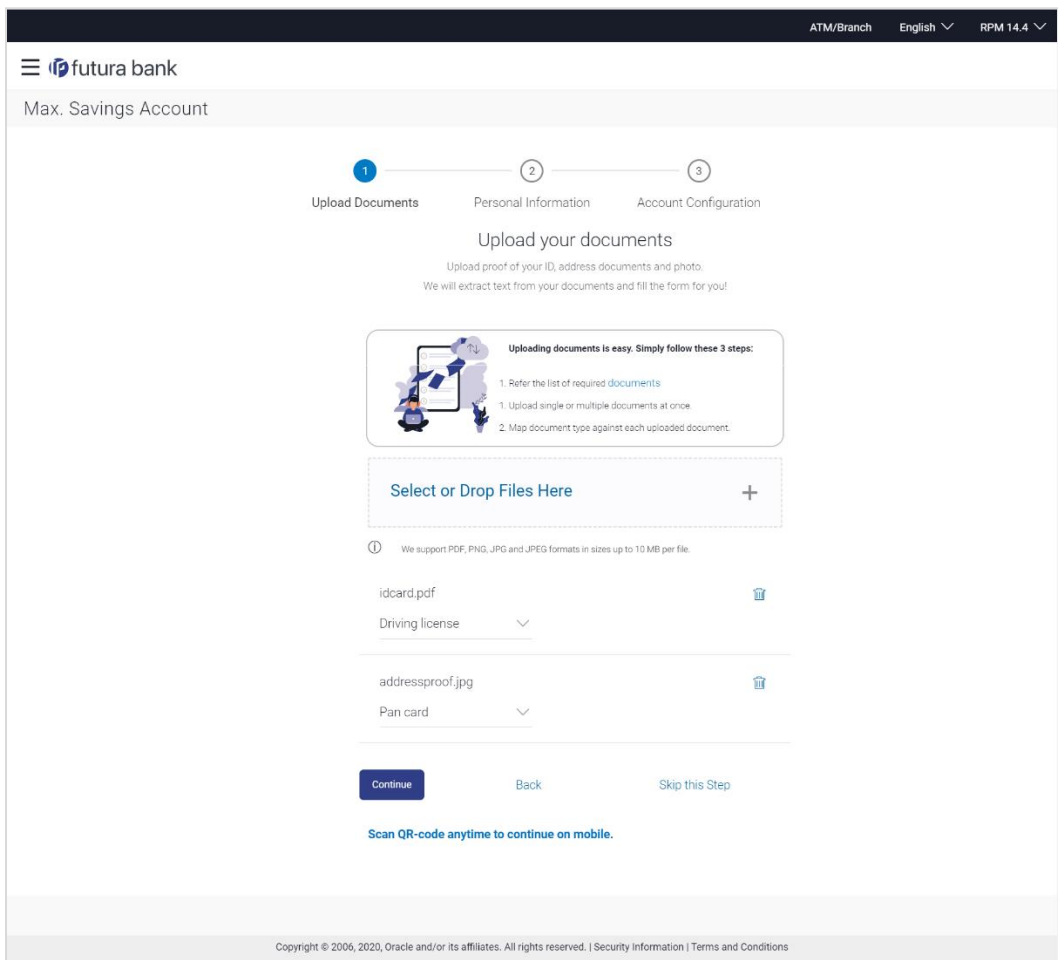 ATM/Branch English RPM 14.4
futura bank
Max. Savings Account
1 2 3
Upload Documents Personal Information Account Configuration
Upload your documents
Upload proof of your ID, address documents and photo.
We will extract text from your documents and fill the form for you!
Uploading documents is easy. Simply follow these 3 steps:
1. Refer the list of required documents
1. Upload single or multiple documents at once.
2. Map document type against each uploaded document.
Select or Drop Files Here +
We support PDF, PNG, JPG and JPEG formats in sizes up to 10 MB per file.
idcard.pdf
Driving license
addressproof.jpg
Pan card
Continue Back Skip this Step
Scan QR-code anytime to continue on mobile.
Copyright © 2006, 2020, Oracle and/or its affiliates. All rights reserved. | Security Information | Terms and Conditions